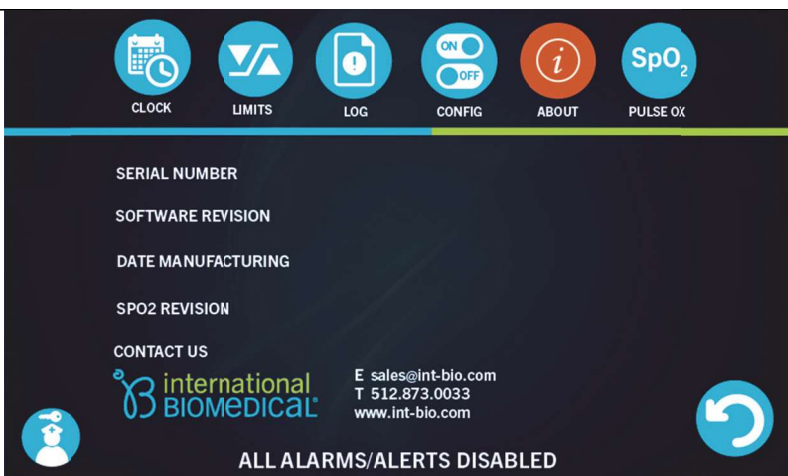 ON
OFF
i
SpO₂
CLOCK
LIMITS
LOG
CONFIG
ABOUT
PULSE OX
SERIAL NUMBER
SOFTWARE REVISION
DATE MANUFACTURING
SPO2 REVISION
CONTACT US
international
BIOMEDICAL
E sales@int-bio.com
T 512.873.0033
www.int-bio.com
ALL ALARMS/ALERTS DISABLED